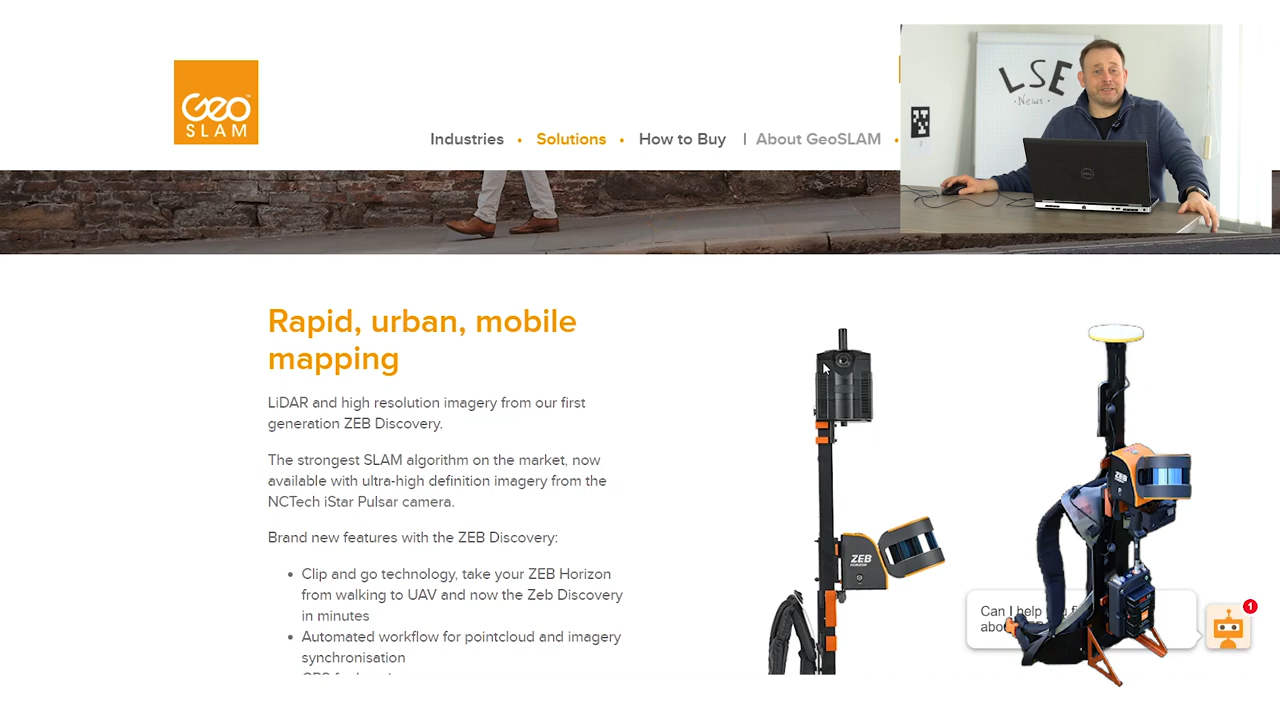 Geo
SLAM
LSE
• News •
Industries • Solutions • How to Buy | About GeoSLAM •
Rapid, urban, mobile
mapping
LiDAR and high resolution imagery from our first
generation ZEB Discovery.
The strongest SLAM algorithm on the market, now
available with ultra-high definition imagery from the
NCTech iStar Pulsar camera.
Brand new features with the ZEB Discovery:
• Clip and go technology, take your ZEB Horizon
from walking to UAV and now the Zeb Discovery
in minutes
• Automated workflow for pointcloud and imagery
synchronisation
ZEB
HORIZON
ZEB
Can I help
1